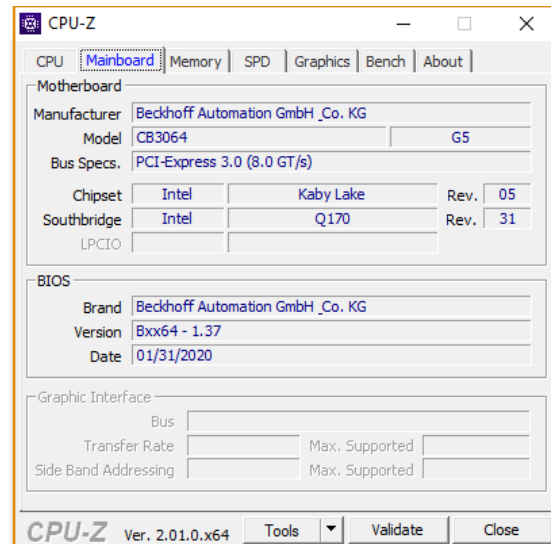 CPU-Z
CPU Mainboard Memory SPD Graphics Bench About
Motherboard
Manufacturer Beckhoff Automation GmbH _Co. KG
Model CB3064 G5
Bus Specs. PCI-Express 3.0 (8.0 GT/s)
Chipset Intel Kaby Lake Rev. 05
Southbridge Intel Q170 Rev. 31
LPCIO
BIOS
Brand Beckhoff Automation GmbH _Co. KG
Version Bxx64 - 1.37
Date 01/31/2020
Graphic Interface
Bus
Transfer Rate Max. Supported
Side Band Addressing Max. Supported
CPU-Z Ver. 2.01.0.x64 Tools Validate Close